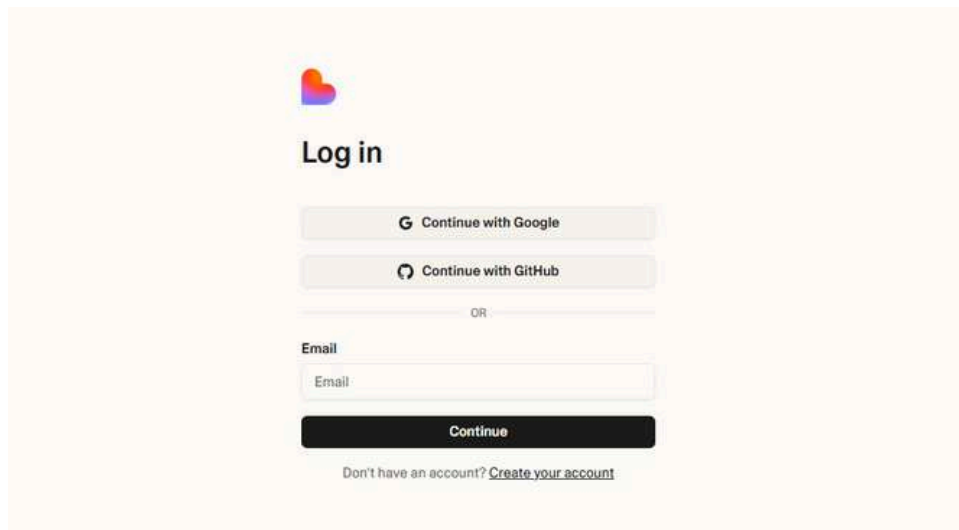 Log in
Continue with Google
Continue with GitHub
OR
Email
Email
Continue
Don't have an account? Create your account